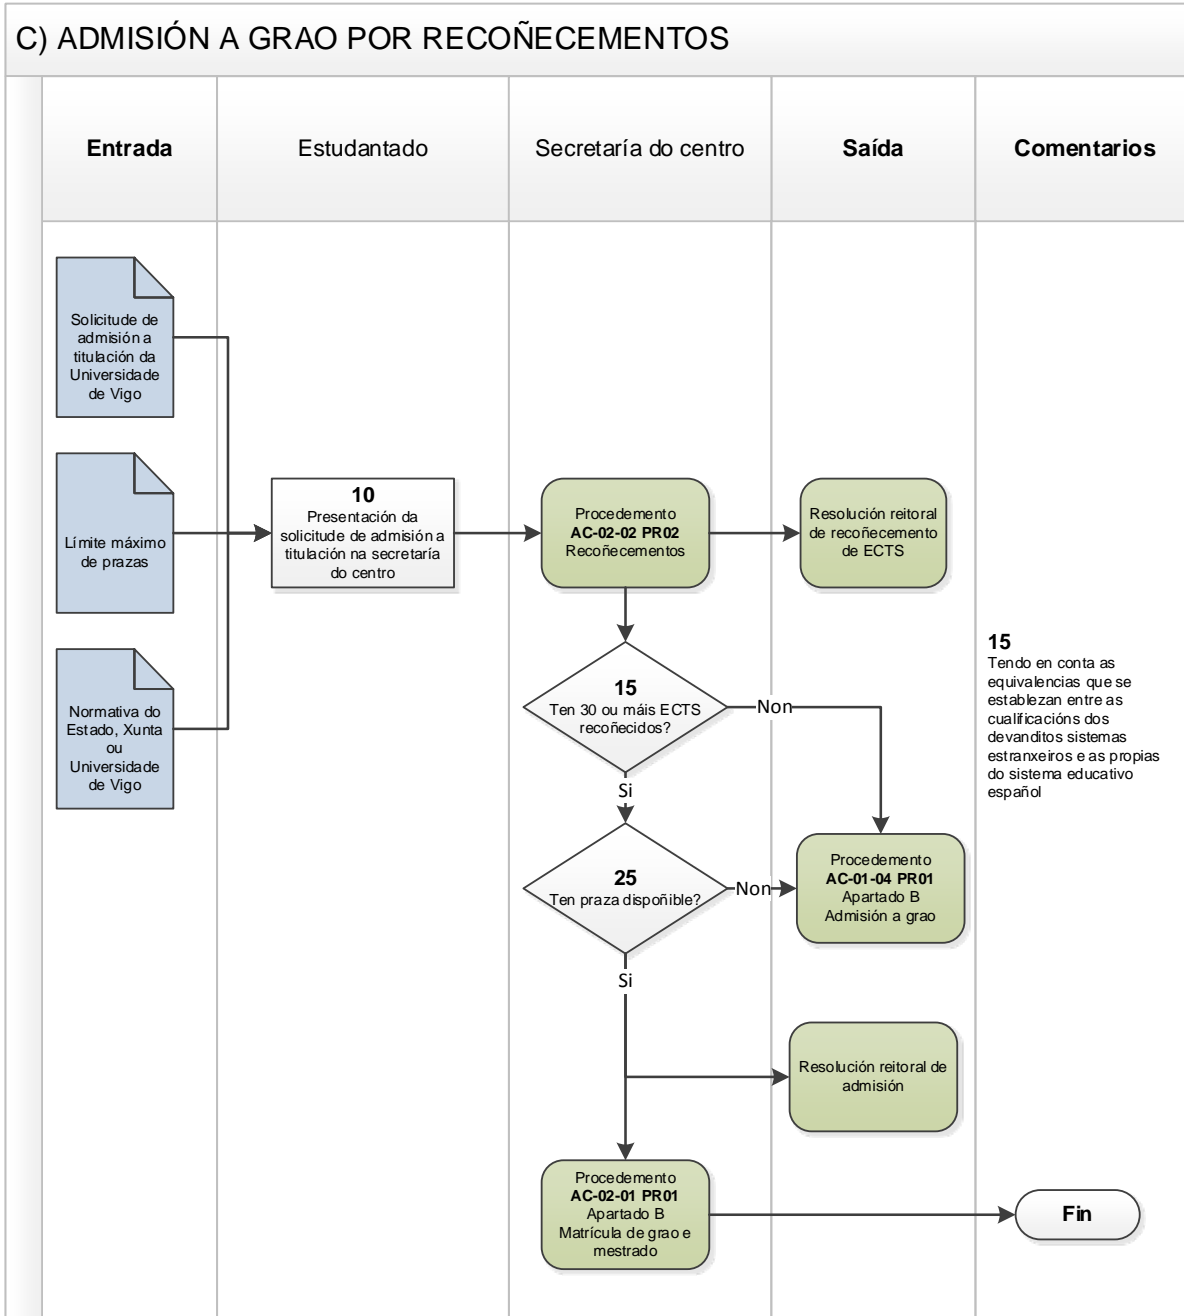 C) ADMISIÓN A GRAO POR RECOÑECEMENTOS
Entrada
Estudantado
Secretaría do centro
Saída
Comentarios
Solicitude de
admisión a
titulación da
Universidade
de Vigo
Límite máximo
de prazas
Normativa do
Estado, Xunta
ou
Universidade
de Vigo
10
Presentación da
solicitude de admisión a
titulación na secretaría
do centro
Procedemento
AC-02-02 PR02
Recoñecementos
Resolución reitoral
de recoñecemento
de ECTS
15
Ten 30 ou máis ECTS
recoñecidos?
Non
Si
15
Tendo en conta as
equivalencias que se
establezan entre as
cualificacións dos
devanditos sistemas
estranxeiros e as propias
do sistema educativo
español
25
Ten praza dispoñible?
Non
Si
Procedemento
AC-01-04 PR01
Apartado B
Admisión a grao
Resolución reitoral de
admisión
Procedemento
AC-02-01 PR01
Apartado B
Matrícula de grao e
mestrado
Fin